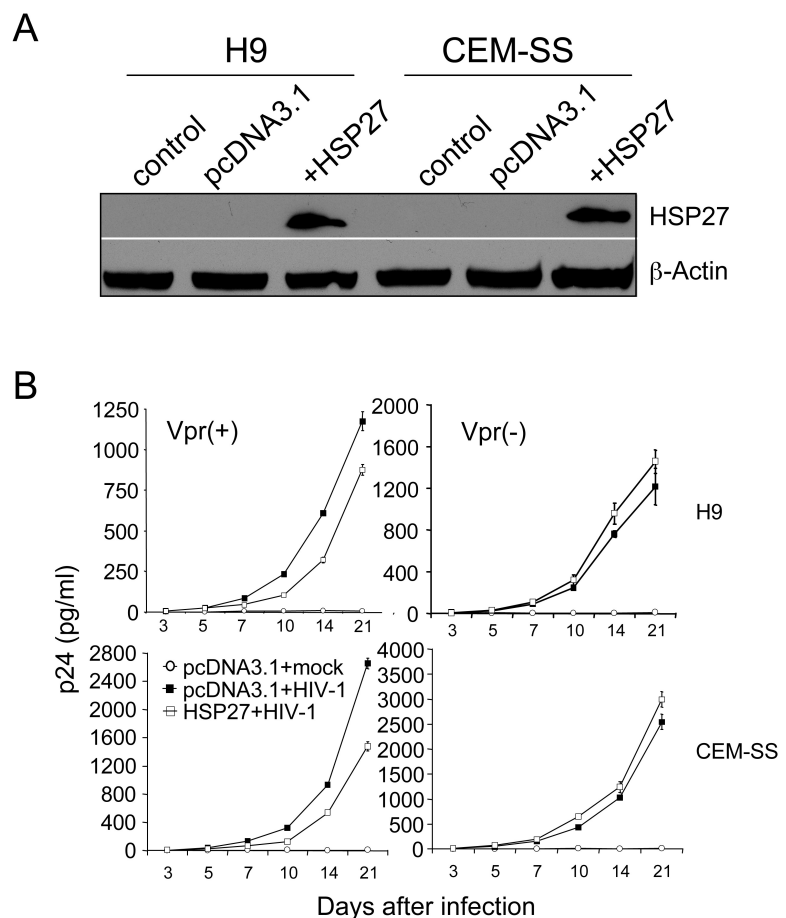 A
H9 CEM-SS
control pcDNA3.1 +HSP27 control pcDNA3.1 +HSP27
HSP27
β-Actin
B
p24 (pg/ml)
Vpr(+)
1250
1000
750
500
250
0
3 5 7 10 14 21
Vpr(-)
2000
1600
1200
800
400
0
3 5 7 10 14 21
H9
2800
2400
2000
1600
1200
800
400
0
pcDNA3.1+mock
pcDNA3.1+HIV-1
HSP27+HIV-1
3 5 7 10 14 21
4000
3500
3000
2500
2000
1500
1000
500
0
3 5 7 10 14 21
CEM-SS
Days after infection